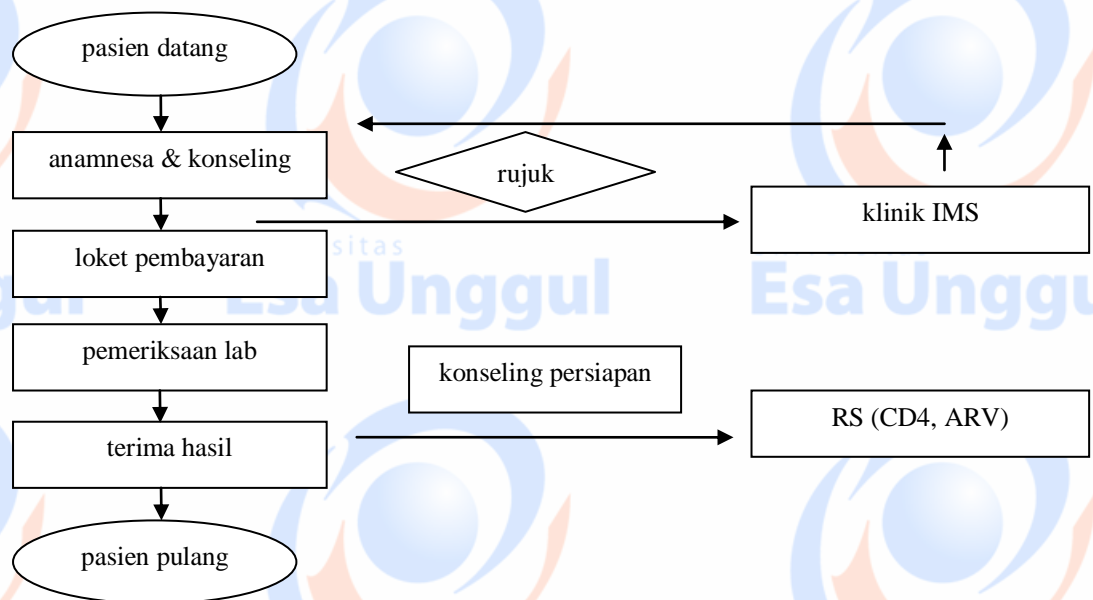 pasien datang
anamnesa & konseling
rujuk
klinik IMS
loket pembayaran
sitas
gul
Esa Unggul
Esa Unggu
pemeriksaan lab
konseling persiapan
RS (CD4, ARV)
terima hasil
pasien pulang